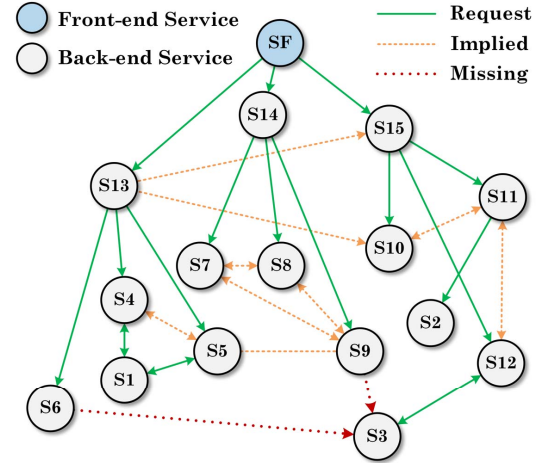 Front-end Service
Back-end Service
Request
Implied
Missing
SF
S14
S15
S13
S11
S10
S7
S8
S4
S2
S5
S9
S12
S1
S6
S3